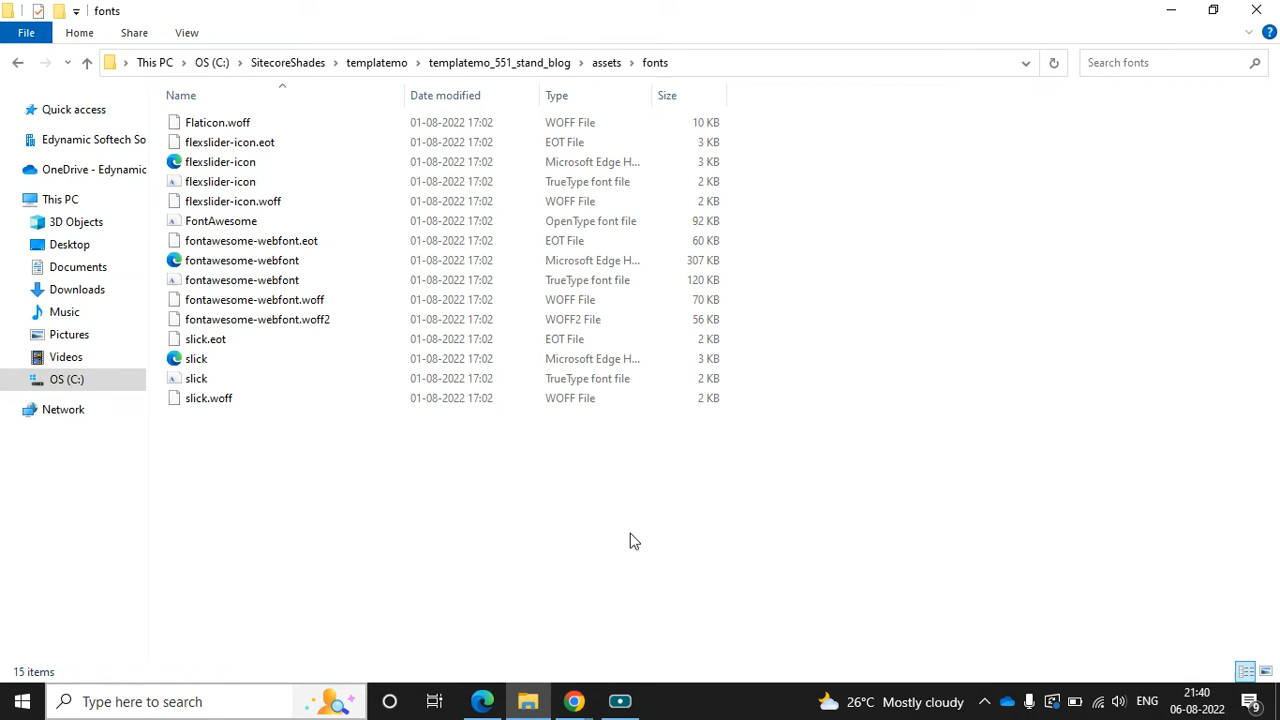 fonts
File Home Share View
This PC OS (C:) SitecoreShades templatemo templatemo_551_stand_blog assets fonts
Search fonts
Name Date modified Type Size
Quick access
Edynamic Softech So
OneDrive - Edynamic
This PC
3D Objects
Desktop
Documents
Downloads
Music
Pictures
Videos
OS (C:)
Network
Flaticon.woff 01-08-2022 17:02 WOFF File 10 KB
flexslider-icon.eot 01-08-2022 17:02 EOT File 3 KB
flexslider-icon 01-08-2022 17:02 Microsoft Edge H... 3 KB
flexslider-icon 01-08-2022 17:02 TrueType font file 2 KB
flexslider-icon.woff 01-08-2022 17:02 WOFF File 2 KB
FontAwesome 01-08-2022 17:02 OpenType font file 92 KB
fontawesome-webfont.eot 01-08-2022 17:02 EOT File 60 KB
fontawesome-webfont 01-08-2022 17:02 Microsoft Edge H... 307 KB
fontawesome-webfont 01-08-2022 17:02 TrueType font file 120 KB
fontawesome-webfont.woff 01-08-2022 17:02 WOFF File 70 KB
fontawesome-webfont.woff2 01-08-2022 17:02 WOFF2 File 56 KB
slick.eot 01-08-2022 17:02 EOT File 2 KB
slick 01-08-2022 17:02 Microsoft Edge H... 3 KB
slick 01-08-2022 17:02 TrueType font file 2 KB
slick.woff 01-08-2022 17:02 WOFF File 2 KB
15 items
Type here to search
26°C Mostly cloudy
ENG
21:40
06-08-2022
9